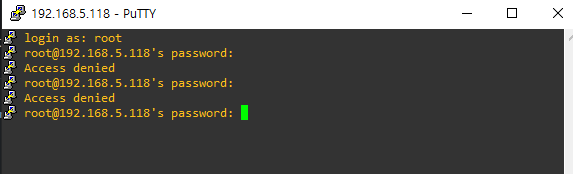 192.168.5.118 - PuTTY
login as: root
root@192.168.5.118's password:
Access denied
root@192.168.5.118's password:
Access denied
root@192.168.5.118's password: